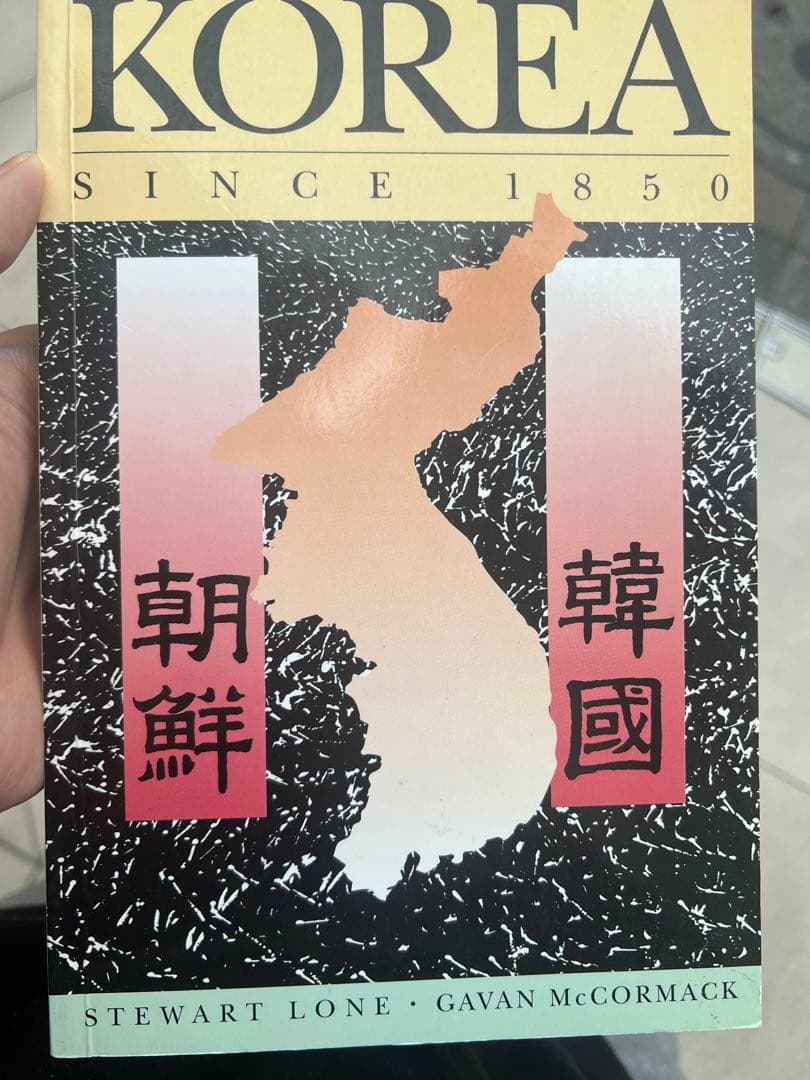 KOREA
SINCE 1850
朝鮮
韓國
STEWART LONE · GAVAN McCORMACK